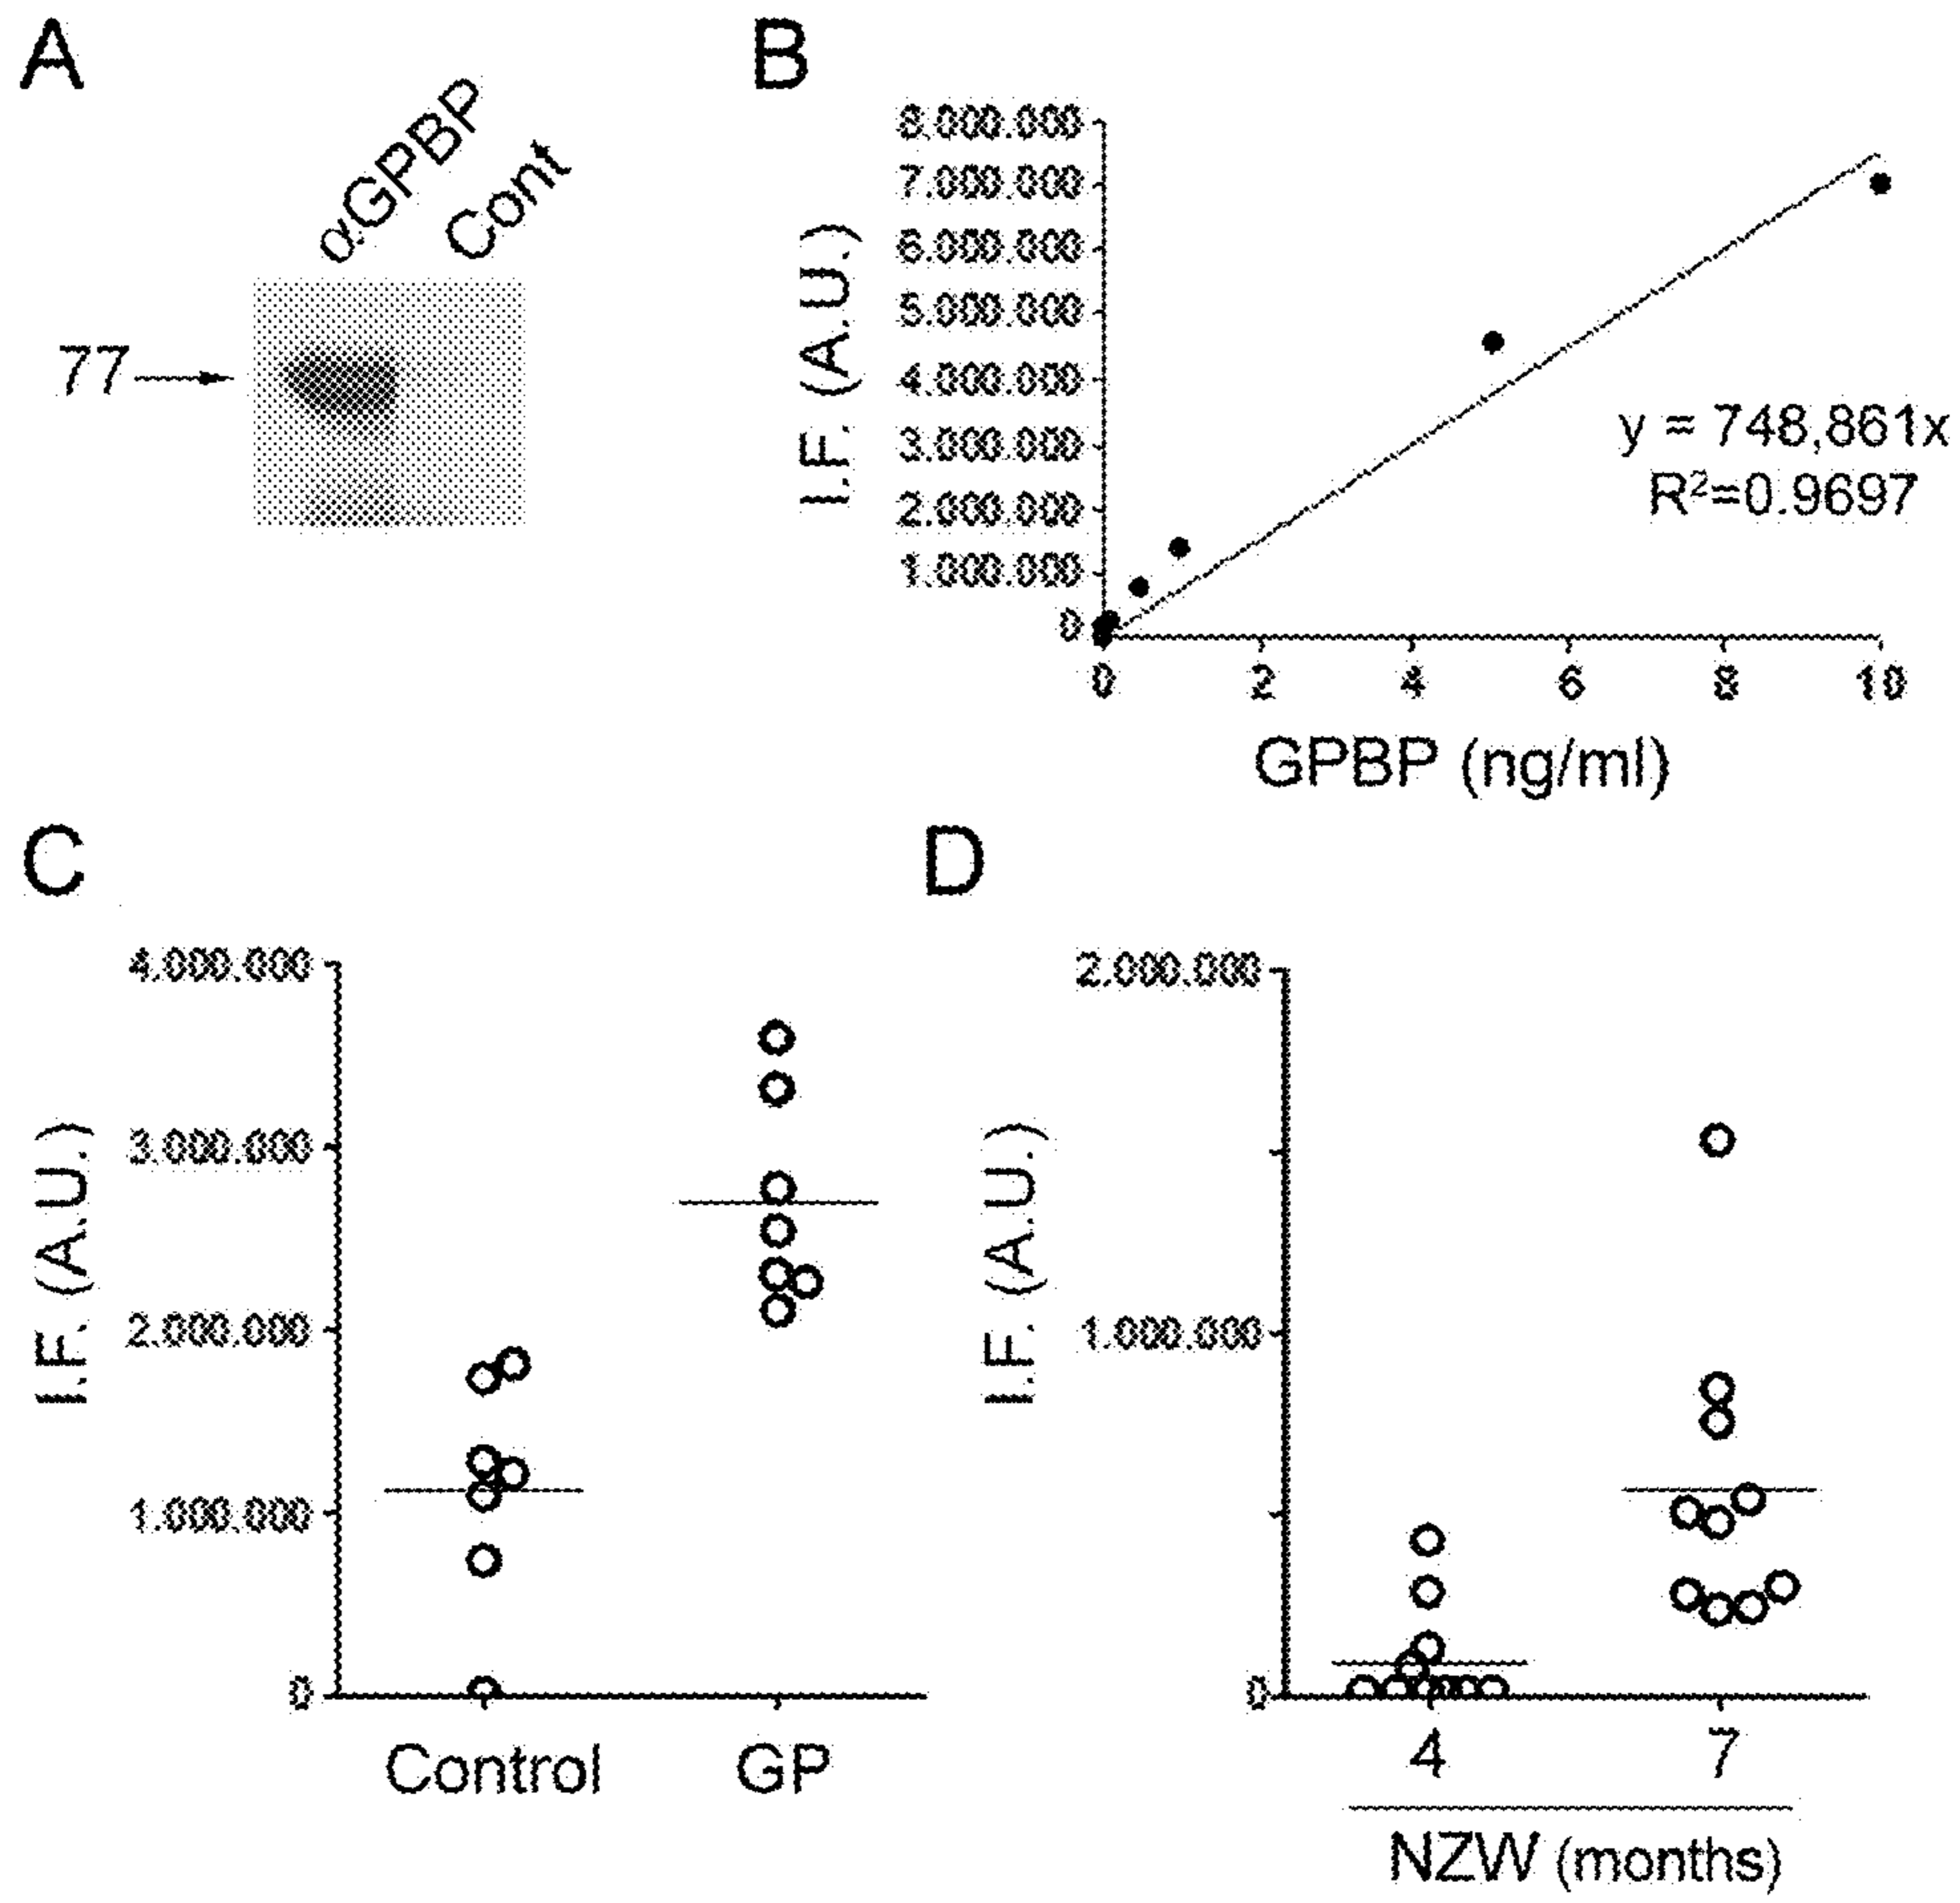 A
αGPBP
Cont
77
B
8.000.000
7.000.000
6.000.000
5.000.000
4.000.000
3.000.000
2.000.000
1.000.000
0
I.F. (A.U.)
y = 748,861x
R²=0.9697
0 2 4 6 8 10
GPBP (ng/ml)
C
4.000.000
3.000.000
2.000.000
1.000.000
0
I.F. (A.U.)
Control GP
D
2.000.000
1.000.000
0
I.F. (A.U.)
4 7
NZW (months)